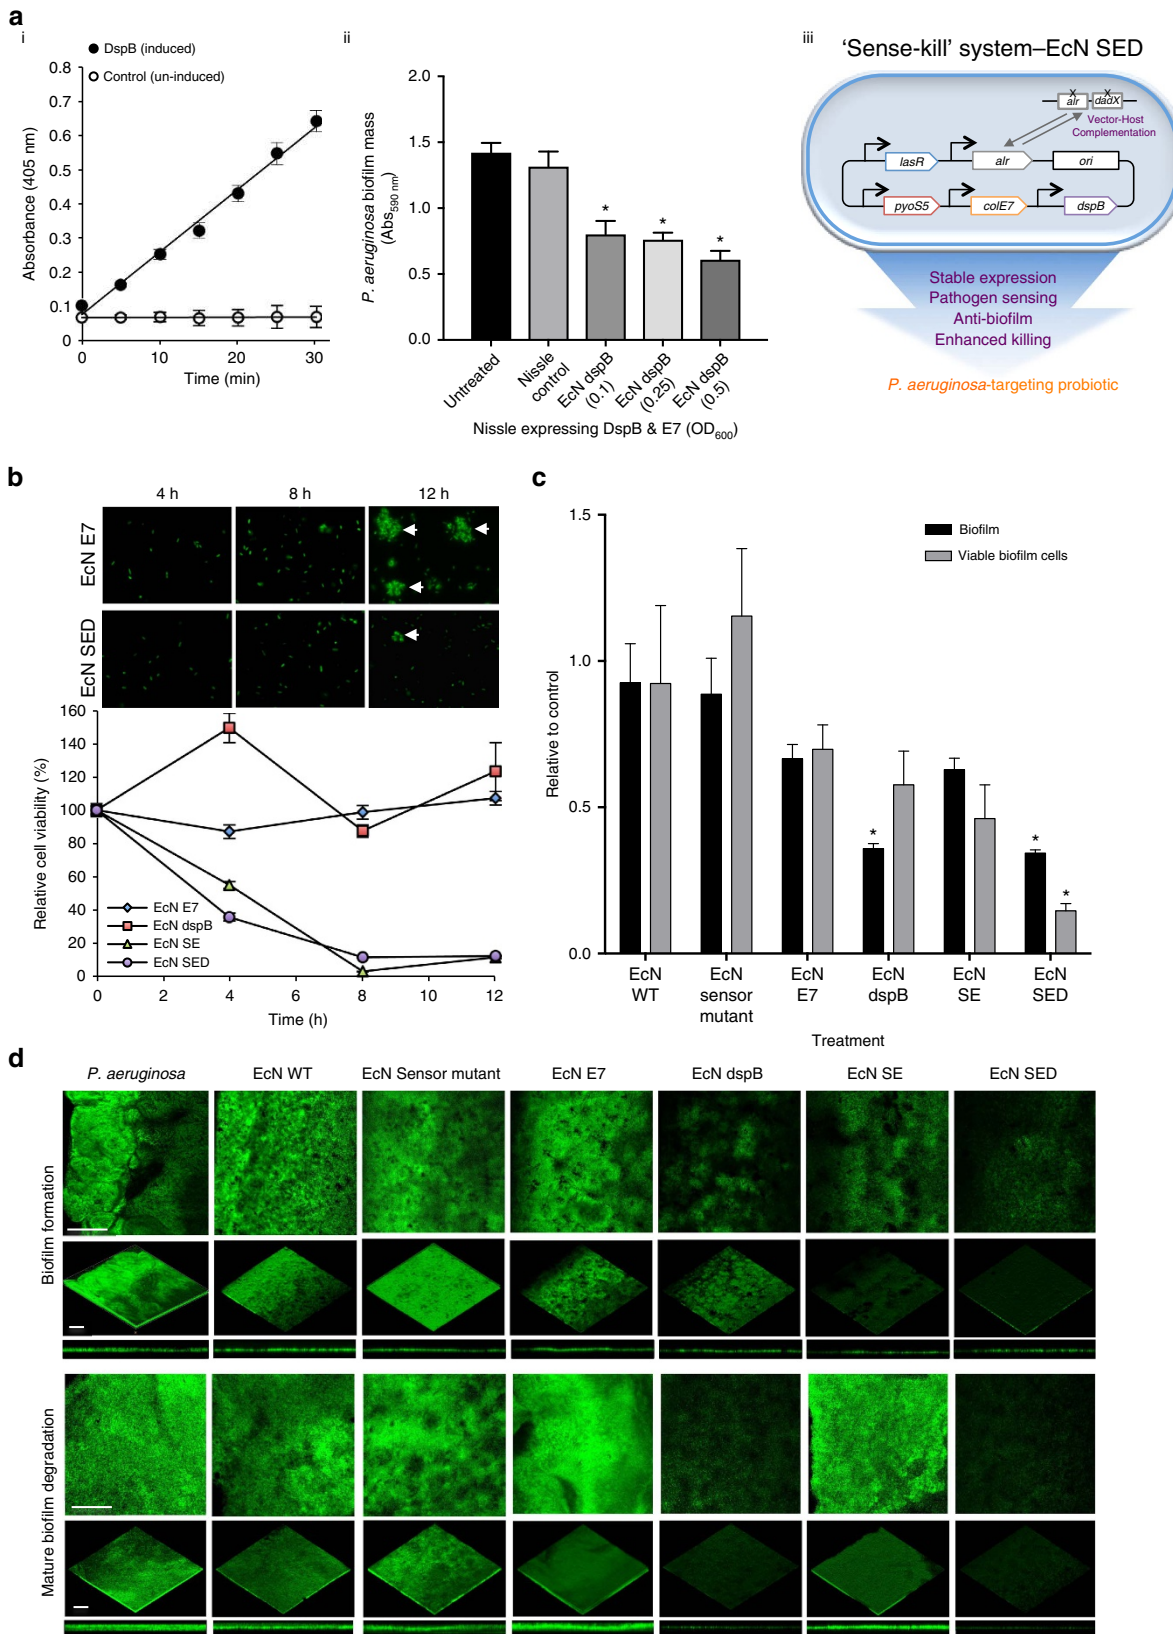 a
i
DspB (induced)
Control (un-induced)
0.8
0.7
0.6
0.5
0.4
0.3
0.2
0.1
0
Absorbance (405 nm)
0
10
20
30
Time (min)
ii
2.0
1.5
1.0
0.5
0.0
P. aeruginosa biofilm mass
(Abs590 nm)
*
*
*
Untreated
Nissle
control
EcN dspB
(0.1)
EcN dspB
(0.25)
EcN dspB
(0.5)
Nissle expressing DspB & E7 (OD600)
iii
'Sense-kill' system–EcN SED
X
X
alr
dadX
Vector-Host
Complementation
lasR
alr
ori
pyoS5
colE7
dspB
Stable expression
Pathogen sensing
Anti-biofilm
Enhanced killing
P. aeruginosa-targeting probiotic
b
4 h
8 h
12 h
EcN E7
EcN SED
160
140
120
100
80
60
40
20
0
Relative cell viability (%)
EcN E7
EcN dspB
EcN SE
EcN SED
0
2
4
6
8
10
12
Time (h)
c
1.5
1.0
0.5
0.0
Relative to control
Biofilm
Viable biofilm cells
*
*
*
EcN
WT
EcN
sensor
mutant
EcN
E7
EcN
dspB
EcN
SE
EcN
SED
Treatment
d
P. aeruginosa
EcN WT
EcN Sensor mutant
EcN E7
EcN dspB
EcN SE
EcN SED
Biofilm formation
Mature biofilm degradation